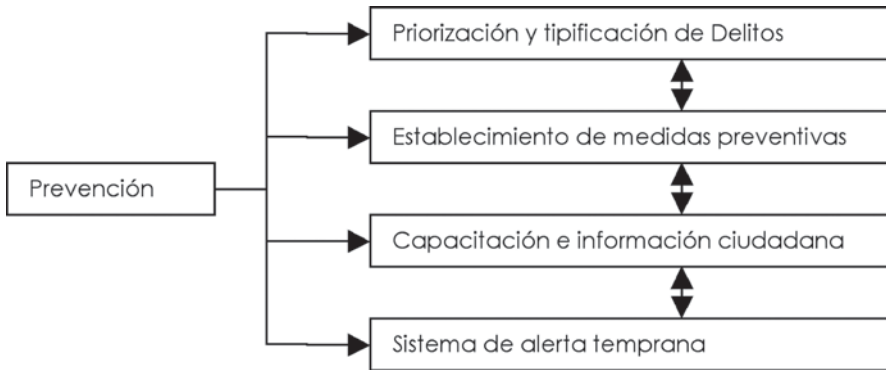 Priorización y tipificación de Delitos
Establecimiento de medidas preventivas
Prevención
Capacitación e información ciudadana
Sistema de alerta temprana